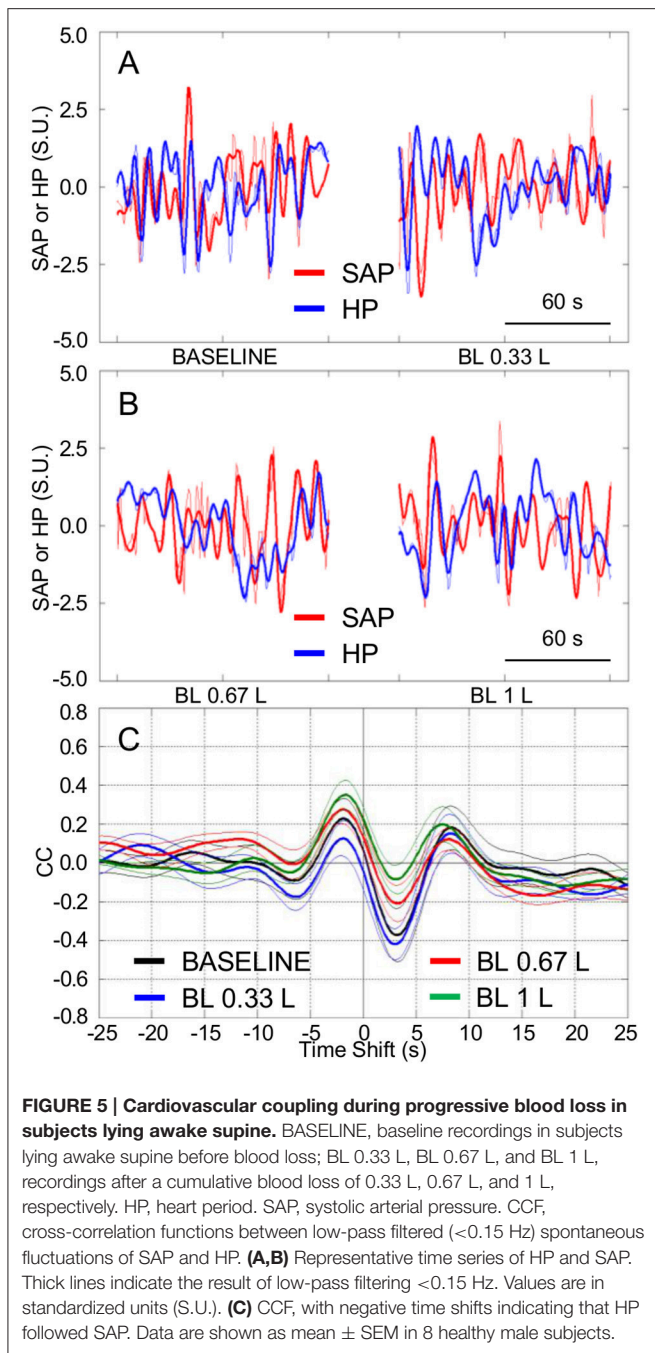 5.0
A
2.5
0.0
-2.5
-5.0
SAP or HP (S.U.)
SAP
HP
60 s
BASELINE BL 0.33 L
5.0
B
2.5
0.0
-2.5
-5.0
SAP or HP (S.U.)
SAP
HP
60 s
BL 0.67 L BL 1 L
0.8
C
0.6
0.4
0.2
0.0
-0.2
-0.4
-0.6
-0.8
CC
BASELINE BL 0.67 L
BL 0.33 L BL 1 L
-25 -20 -15 -10 -5 0 5 10 15 20 25
Time Shift (s)
FIGURE 5 | Cardiovascular coupling during progressive blood loss in
subjects lying awake supine. BASELINE, baseline recordings in subjects
lying awake supine before blood loss; BL 0.33 L, BL 0.67 L, and BL 1 L,
recordings after a cumulative blood loss of 0.33 L, 0.67 L, and 1 L,
respectively. HP, heart period. SAP, systolic arterial pressure. CCF,
cross-correlation functions between low-pass filtered (<0.15 Hz) spontaneous
fluctuations of SAP and HP. (A,B) Representative time series of HP and SAP.
Thick lines indicate the result of low-pass filtering <0.15 Hz. Values are in
standardized units (S.U.). (C) CCF, with negative time shifts indicating that HP
followed SAP. Data are shown as mean ± SEM in 8 healthy male subjects.